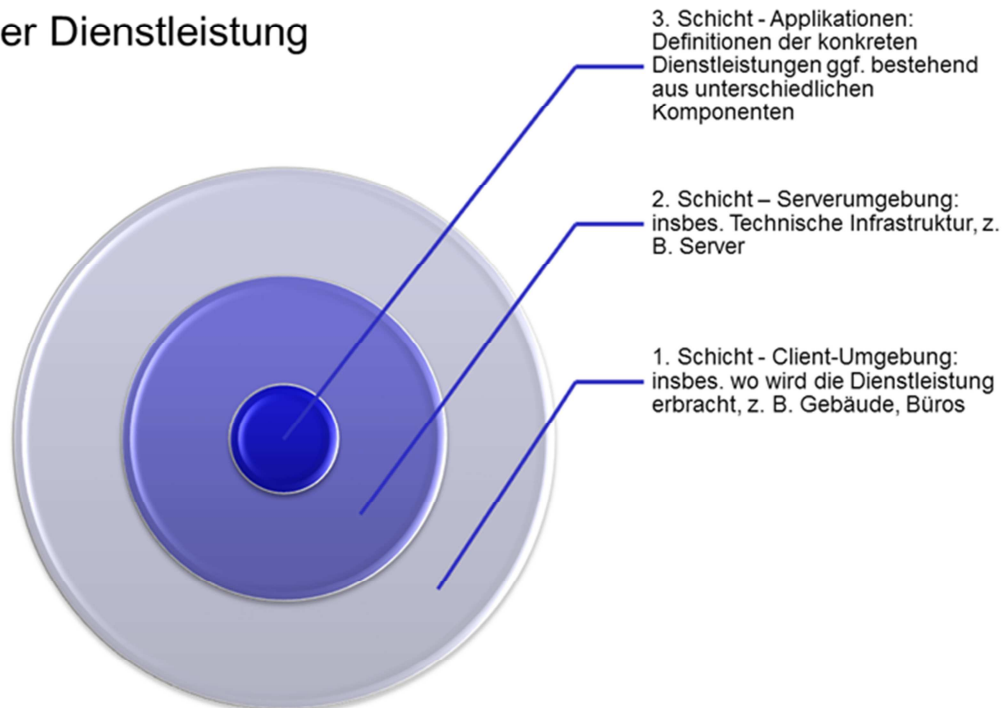 er Dienstleistung
3. Schicht - Applikationen:
Definitionen der konkreten
Dienstleistungen ggf. bestehend
aus unterschiedlichen
Komponenten
2. Schicht – Serverumgebung:
insbes. Technische Infrastruktur, z.
B. Server
1. Schicht - Client-Umgebung:
insbes. wo wird die Dienstleistung
erbracht, z. B. Gebäude, Büros